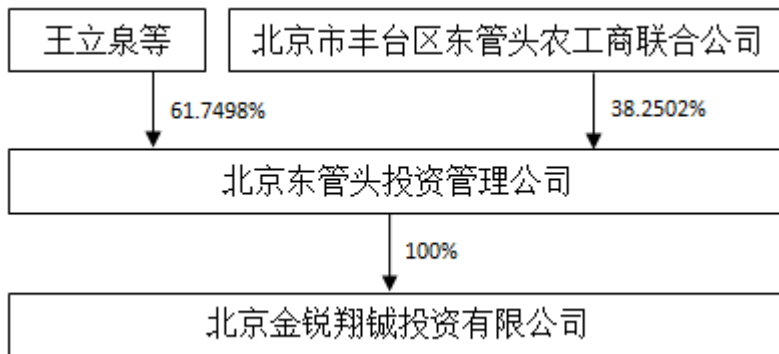 王立泉等
北京市丰台区东管头农工商联合公司
61.7498%
38.2502%
北京东管头投资管理公司
100%
北京金锐翔铖投资有限公司